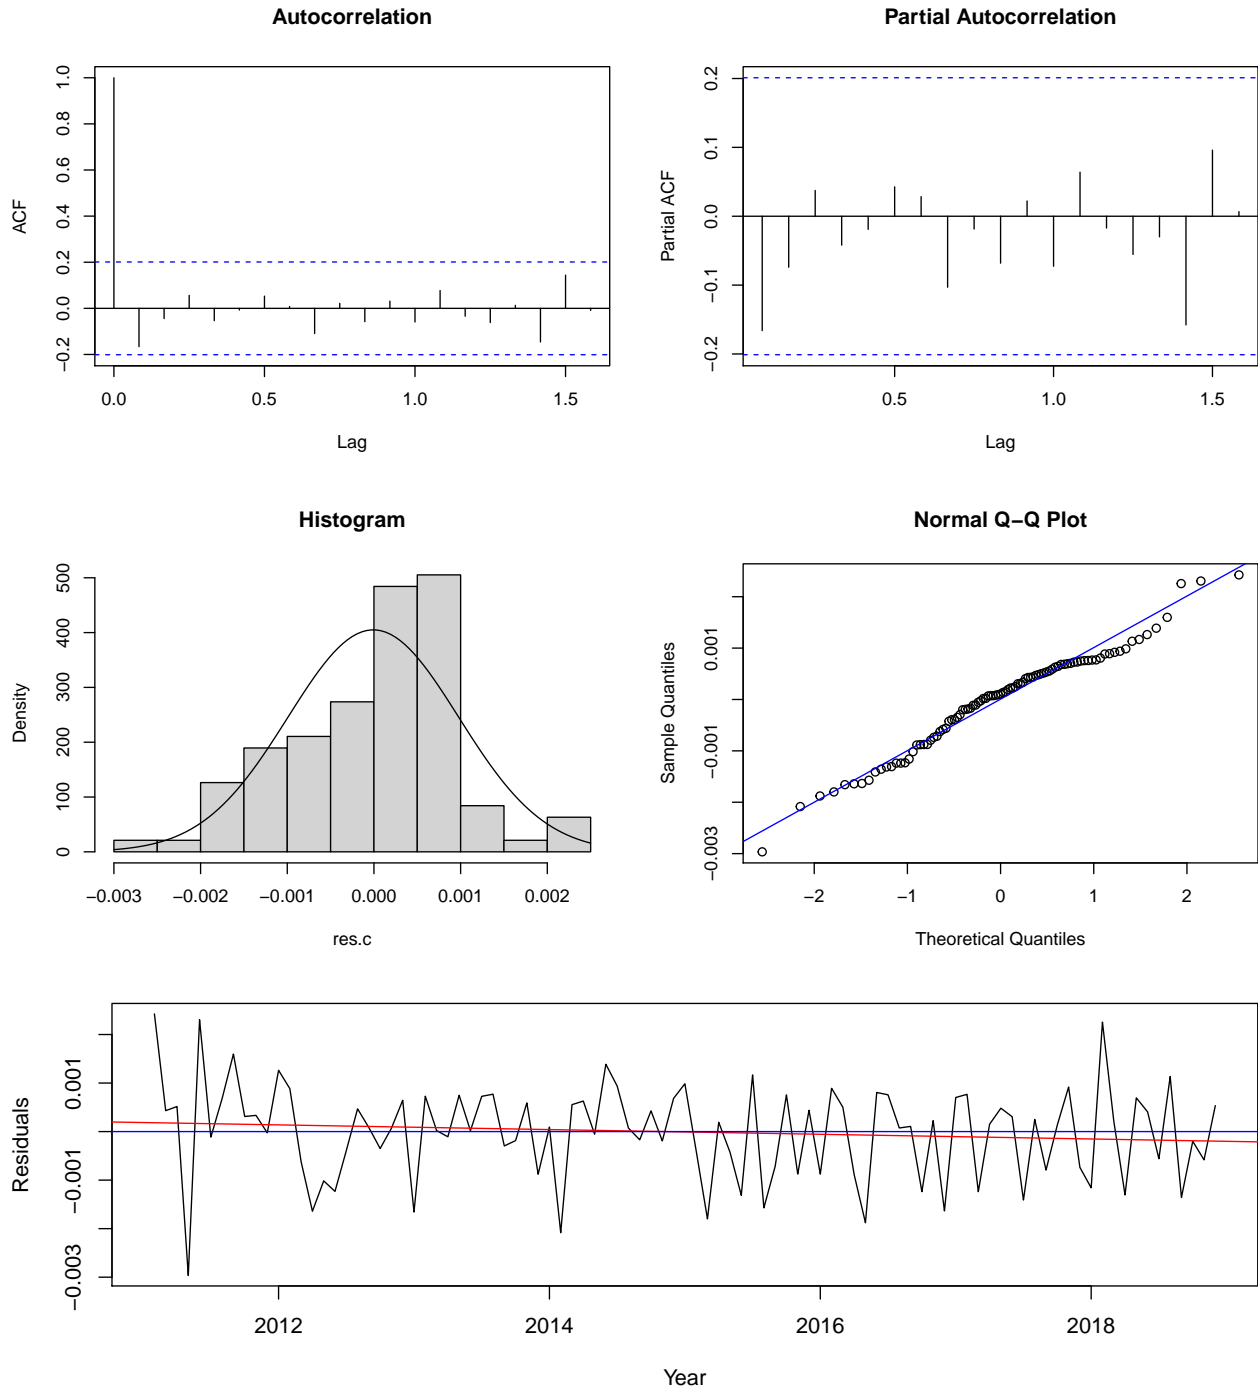 Autocorrelation
ACF
1.0
0.8
0.6
0.4
0.2
0.0
−0.2
0.0 0.5 1.0 1.5
Lag
Partial Autocorrelation
Partial ACF
0.2
0.1
0.0
−0.1
−0.2
0.5 1.0 1.5
Lag
Histogram
Density
500
400
300
200
100
0
−0.003 −0.002 −0.001 0.000 0.001 0.002
res.c
Normal Q−Q Plot
Sample Quantiles
0.001
−0.001
−0.003
−2 −1 0 1 2
Theoretical Quantiles
Residuals
0.001
−0.001
−0.003
2012 2014 2016 2018
Year